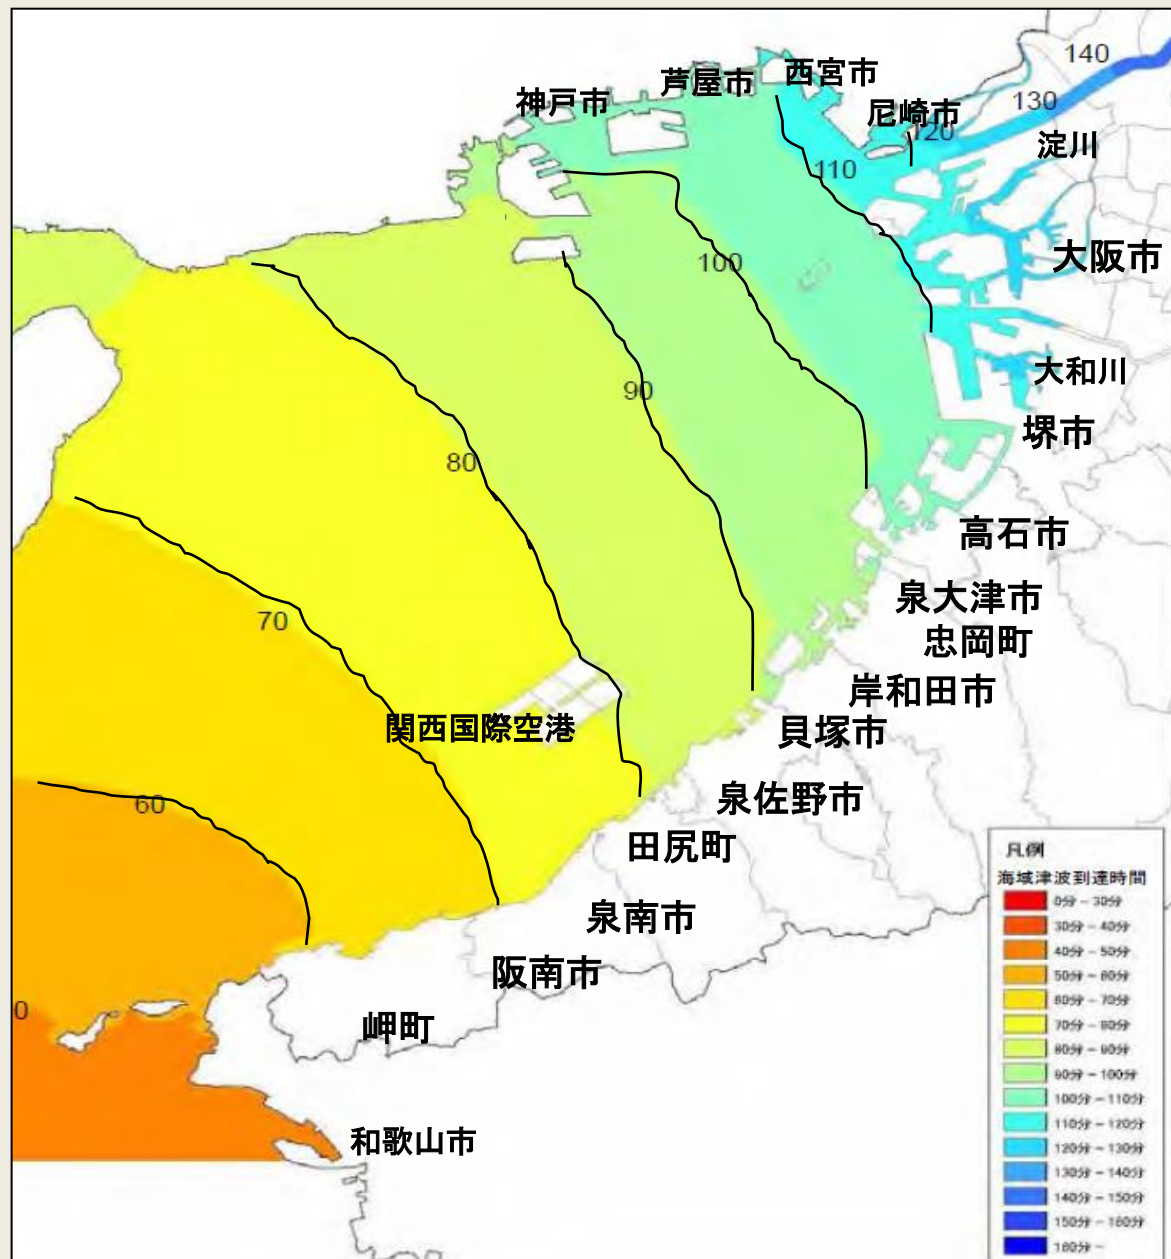 140
西宮市
芦屋市
神戸市
130
尼崎市
120
淀川
110
大阪市
100
大和川
90
堺市
80
高石市
泉大津市
70
忠岡町
岸和田市
関西国際空港
貝塚市
泉佐野市
60
田尻町
泉南市
阪南市
0
岬町
和歌山市
凡例
海域津波到達時間
0分 - 30分
30分 - 40分
40分 - 50分
50分 - 60分
60分 - 70分
70分 - 80分
80分 - 90分
90分 - 100分
100分 - 110分
110分 - 120分
120分 - 130分
130分 - 140分
140分 - 150分
150分 - 160分
160分 -